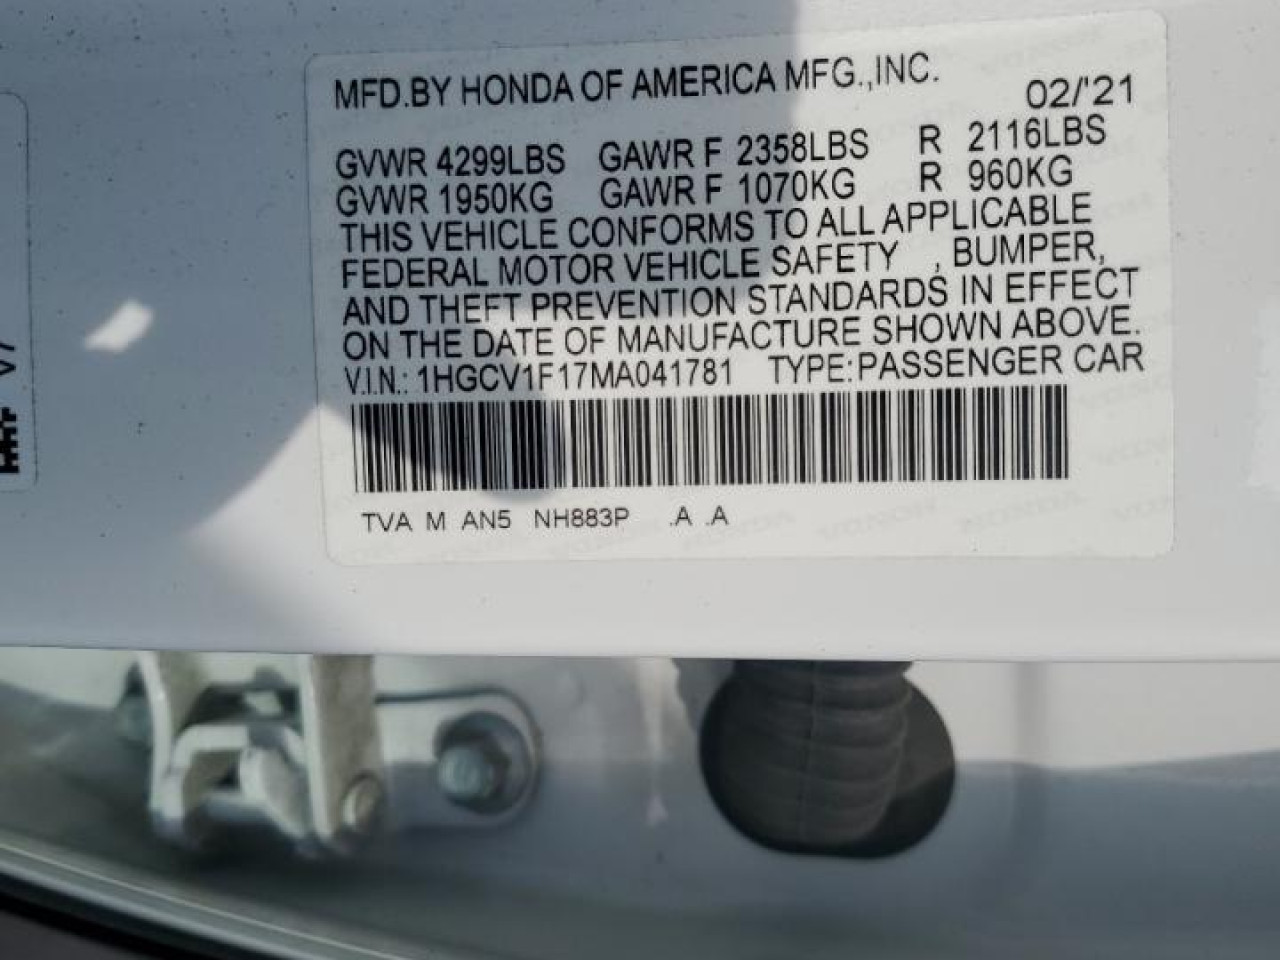 MFD.BY HONDA OF AMERICA MFG.,INC. 02/'21
GVWR 4299LBS GAWR F 2358LBS R 2116LBS
GVWR 1950KG GAWR F 1070KG R 960KG
THIS VEHICLE CONFORMS TO ALL APPLICABLE
FEDERAL MOTOR VEHICLE SAFETY , BUMPER,
AND THEFT PREVENTION STANDARDS IN EFFECT
ON THE DATE OF MANUFACTURE SHOWN ABOVE.
V.I.N.: 1HGCV1F17MA041781 TYPE:PASSENGER CAR
TVA M AN5 NH883P .A .A